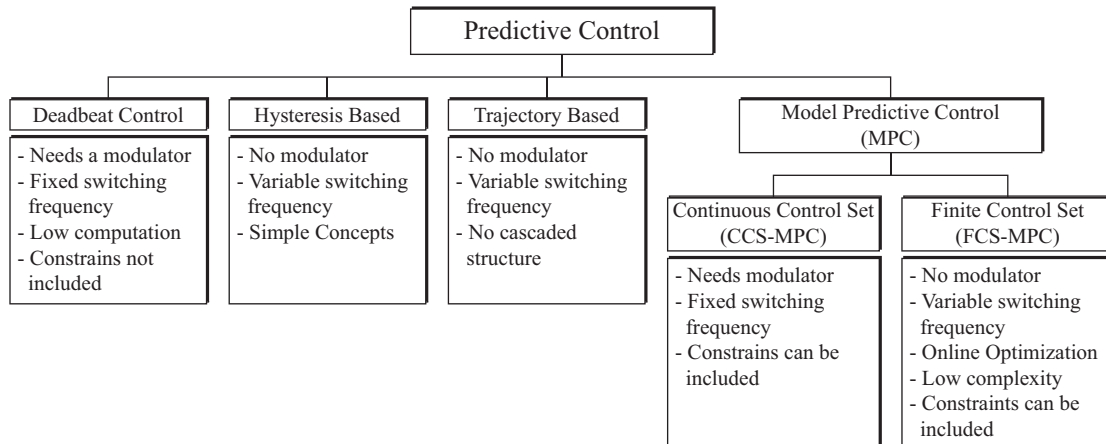 Predictive Control
Deadbeat Control
- Needs a modulator
- Fixed switching
frequency
- Low computation
- Constrains not
included
Hysteresis Based
- No modulator
- Variable switching
frequency
- Simple Concepts
Trajectory Based
- No modulator
- Variable switching
frequency
- No cascaded
structure
Model Predictive Control
(MPC)
Continuous Control Set
(CCS-MPC)
- Needs modulator
- Fixed switching
frequency
- Constrains can be
included
Finite Control Set
(FCS-MPC)
- No modulator
- Variable switching
frequency
- Online Optimization
- Low complexity
- Constraints can be
included